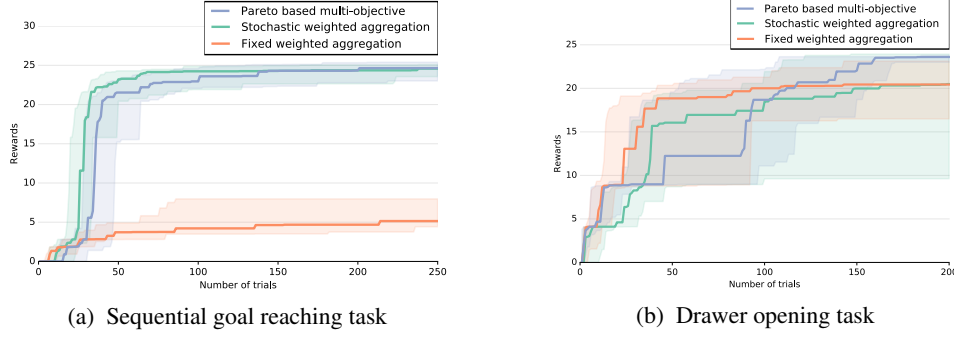 Pareto based multi-objective
Stochastic weighted aggregation
Fixed weighted aggregation
30
25
20
15
10
5
0
Rewards
0 50 100 150 200 250
Number of trials
(a) Sequential goal reaching task
Pareto based multi-objective
Stochastic weighted aggregation
Fixed weighted aggregation
25
20
15
10
5
0
Rewards
0 50 100 150 200
Number of trials
(b) Drawer opening task